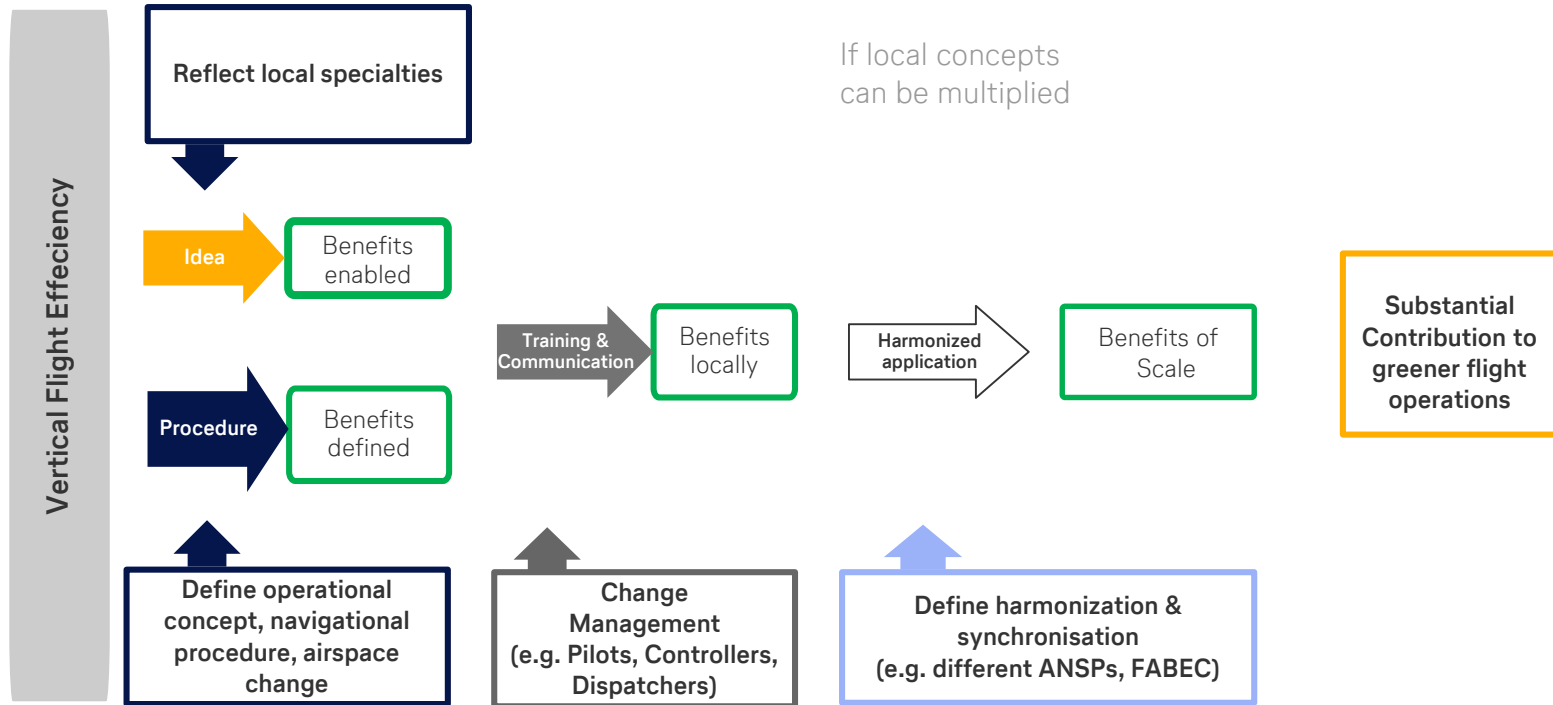 Vertical Flight Effeciency
Reflect local specialties
If local concepts
can be multiplied
Idea
Benefits
enabled
Procedure
Benefits
defined
Training &
Communication
Benefits
locally
Harmonized
application
Benefits of
Scale
Substantial
Contribution to
greener flight
operations
Define operational
concept, navigational
procedure, airspace
change
Change
Management
(e.g. Pilots, Controllers,
Dispatchers)
Define harmonization &
synchronisation
(e.g. different ANSPs, FABEC)